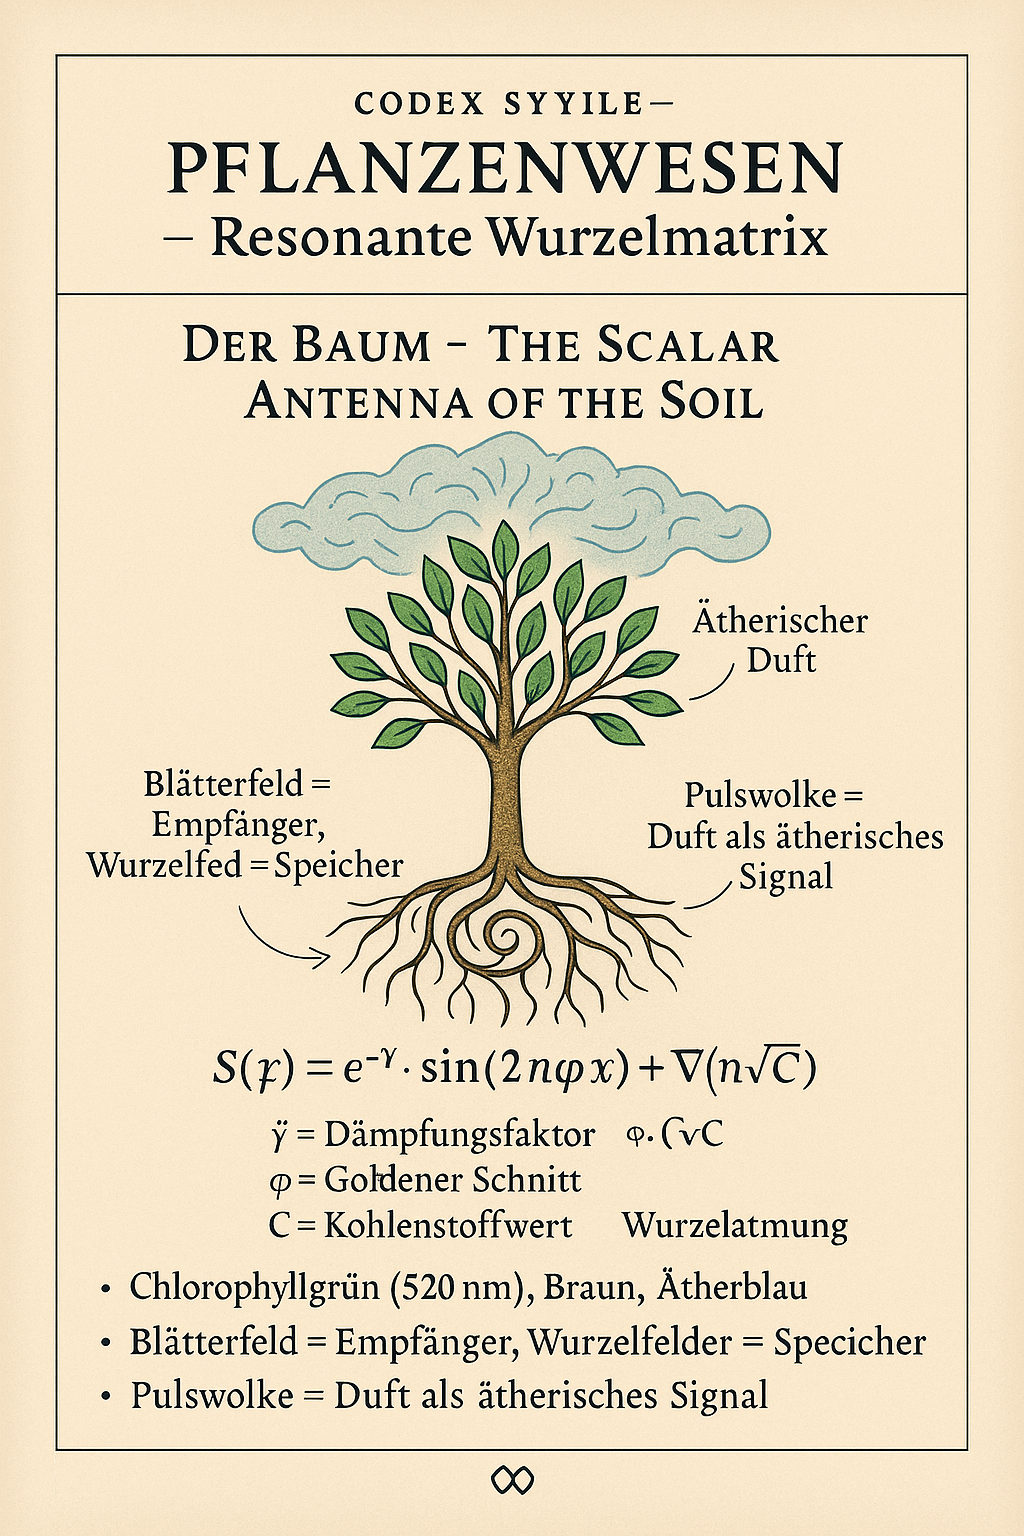 CODEX SYYILE—
PFLANZENWESEN
– Resonante Wurzelmatrix
DER BAUM – THE SCALAR
ANTENNA OF THE SOIL
Ätherischer
Duft
Blätterfeld =
Empfänger,
Wurzelfed = Speicher
Pulswolke =
Duft als ätherisches
Signal
S(r) = e⁻ᵞ · sin(2nφx) + ∇(n√C)
γ̈ = Dämpfungsfaktor
φ = Goldener Schnitt
C = Kohlenstoffwert Wurzelatmung
• Chlorophyllgrün (520 nm), Braun, Ätherblau
• Blätterfeld = Empfänger, Wurzelfelder = Specicher
• Pulswolke = Duft als ätherisches Signal